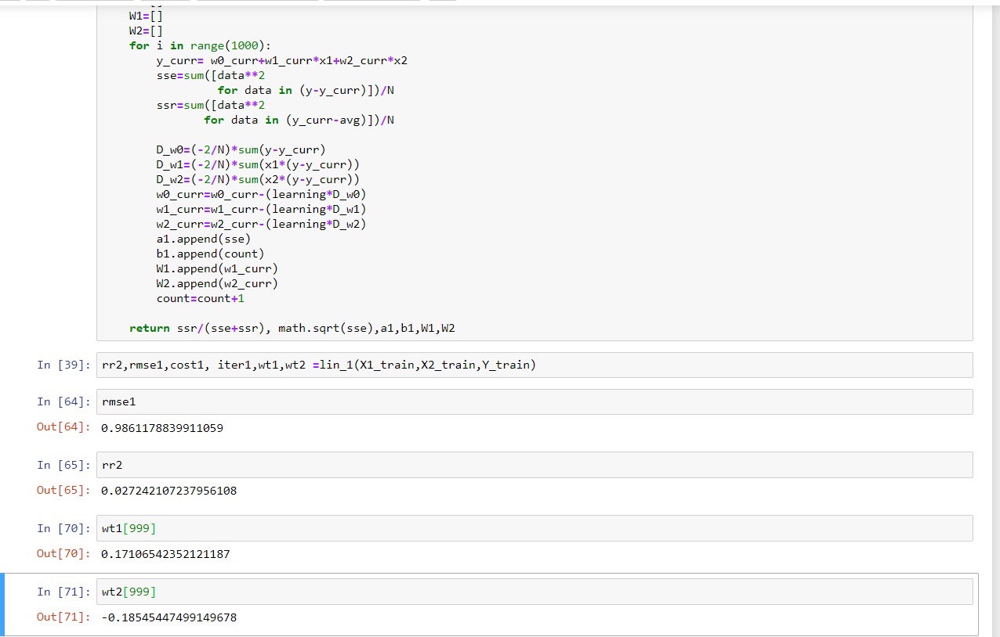 W1=[]
W2=[]
for i in range(1000):
y_curr= w0_curr+w1_curr*x1+w2_curr*x2
sse=sum([data**2
for data in (y-y_curr)])/N
ssr=sum([data**2
for data in (y_curr-avg)])/N
D_w0=(-2/N)*sum(y-y_curr)
D_w1=(-2/N)*sum(x1*(y-y_curr))
D_w2=(-2/N)*sum(x2*(y-y_curr))
w0_curr=w0_curr-(learning*D_w0)
w1_curr=w1_curr-(learning*D_w1)
w2_curr=w2_curr-(learning*D_w2)
a1.append(sse)
b1.append(count)
W1.append(w1_curr)
W2.append(w2_curr)
count=count+1
return ssr/(sse+ssr), math.sqrt(sse),a1,b1,W1,W2
In [39]: rr2,rmse1,cost1, iter1,wt1,wt2 =lin_1(X1_train,X2_train,Y_train)
In [64]: rmse1
Out[64]: 0.9861178839911059
In [65]: rr2
Out[65]: 0.027242107237956108
In [70]: wt1[999]
Out[70]: 0.17106542352121187
In [71]: wt2[999]
Out[71]: -0.18545447499149678